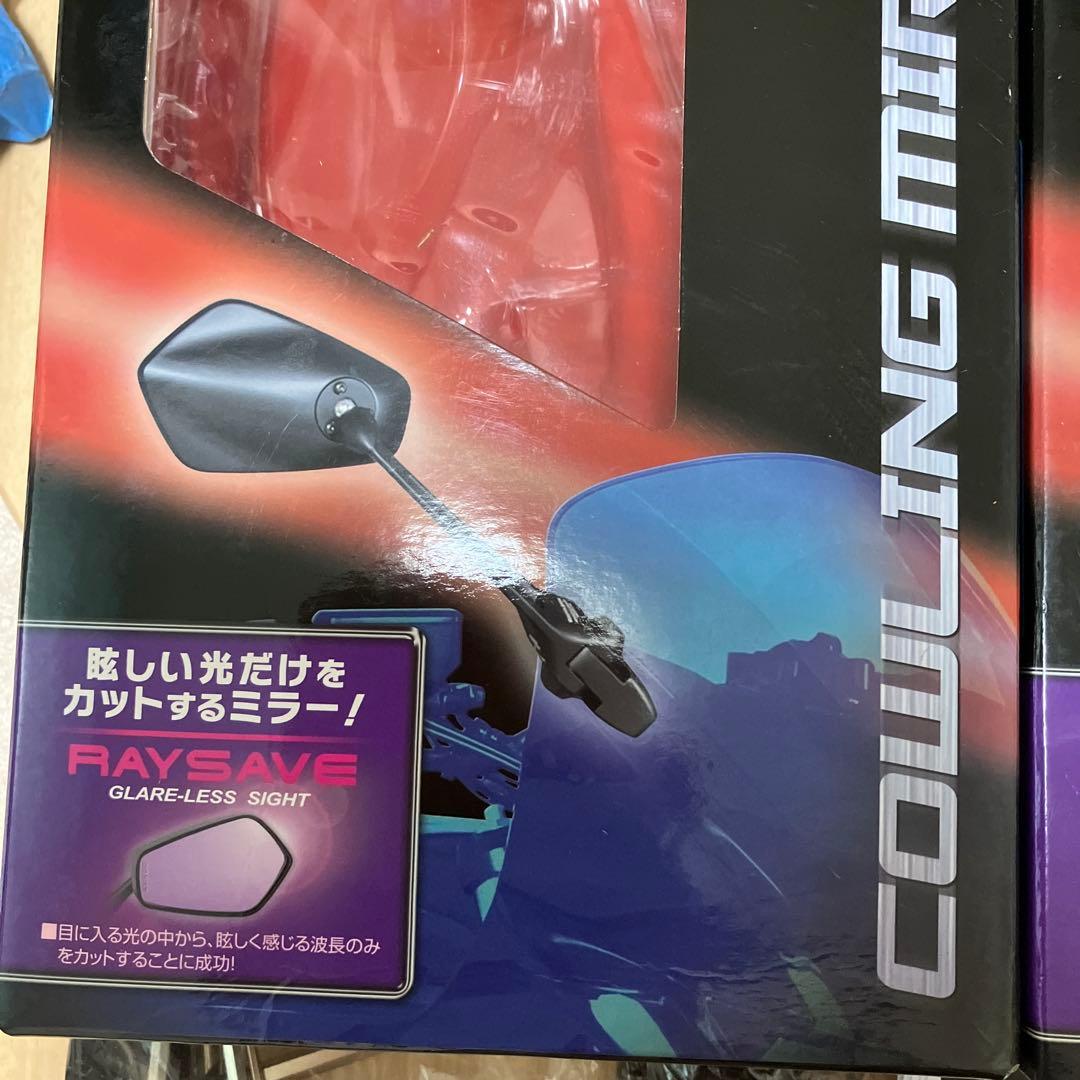 COWLING MIR
眩しい光だけを
カットするミラー!
RAYSAVE
GLARE-LESS SIGHT
■目に入る光の中から、眩しく感じる波長のみ
をカットすることに成功!